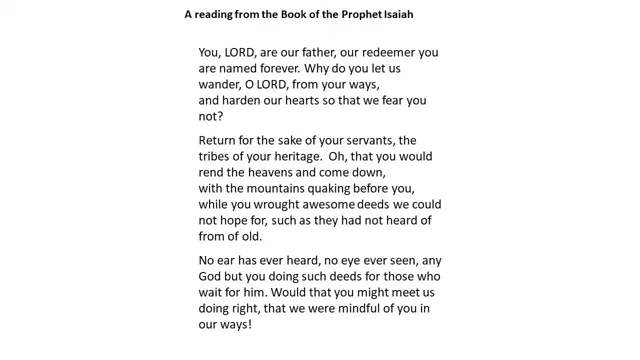 A reading from the Book of the Prophet Isaiah
You, LORD, are our father, our redeemer you
are named forever. Why do you let us
wander, O LORD, from your ways,
and harden our hearts so that we fear you
not?
Return for the sake of your servants, the
tribes of your heritage. Oh, that you would
rend the heavens and come down,
with the mountains quaking before you,
while you wrought awesome deeds we could
not hope for, such as they had not heard of
from of old.
No ear has ever heard, no eye ever seen, any
God but you doing such deeds for those who
wait for him. Would that you might meet us
doing right, that we were mindful of you in
our ways!